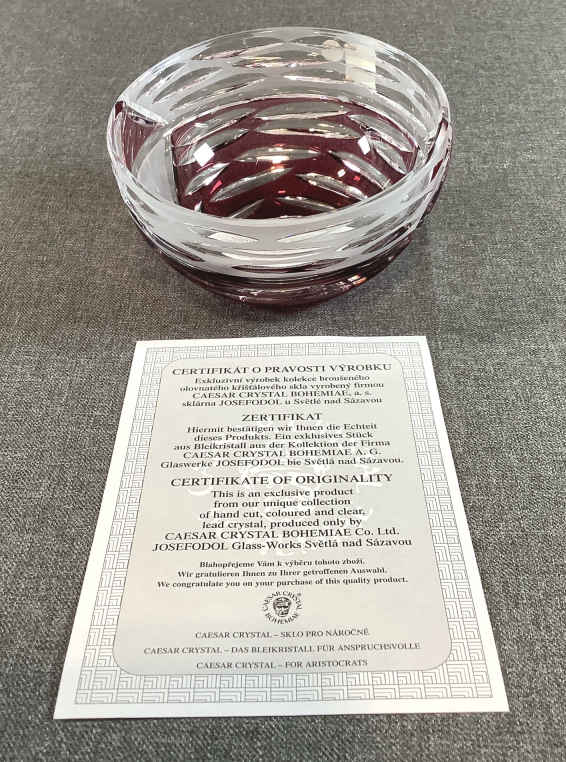 CERTIFIKÁT O PRAVOSTI VÝROBKU
Exkluzivní výrobek kolekce broušeného
olovnatého křišťálového skla vyrobený firmou
CAESAR CRYSTAL BOHEMIAE, a. s.
sklárna JOSEFODOL u Světlé nad Sázavou
ZERTIFIKAT
Hiermit bestätigen wir Ihnen die Echteit
dieses Produkts. Ein exklusives Stück
aus Bleikristall aus der Kollektion der Firma
CAESAR CRYSTAL BOHEMIAE A. G.
Glaswerke JOSEFODOL bie Světlá nad Sázavou.
CERTIFICATE OF ORIGINALITY
This is an exclusive product
from our unique collection
of hand cut, coloured and clear,
lead crystal, produced only by
CAESAR CRYSTAL BOHEMIAE Co. Ltd.
JOSEFODOL Glass-Works Světlá nad Sázavou
Blahopřejeme Vám k výběru tohoto zboží.
Wir gratulieren Ihnen zu Ihrer getroffenen Auswahl.
We congratulate you on your purchase of this quality product.
CAESAR CRYSTAL
BOHEMIAE
CAESAR CRYSTAL – SKLO PRO NÁROČNÉ
CAESAR CRYSTAL – DAS BLEIKRISTALL FÜR ANSPRUCHSVOLLE
CAESAR CRYSTAL – FOR ARISTOCRATS